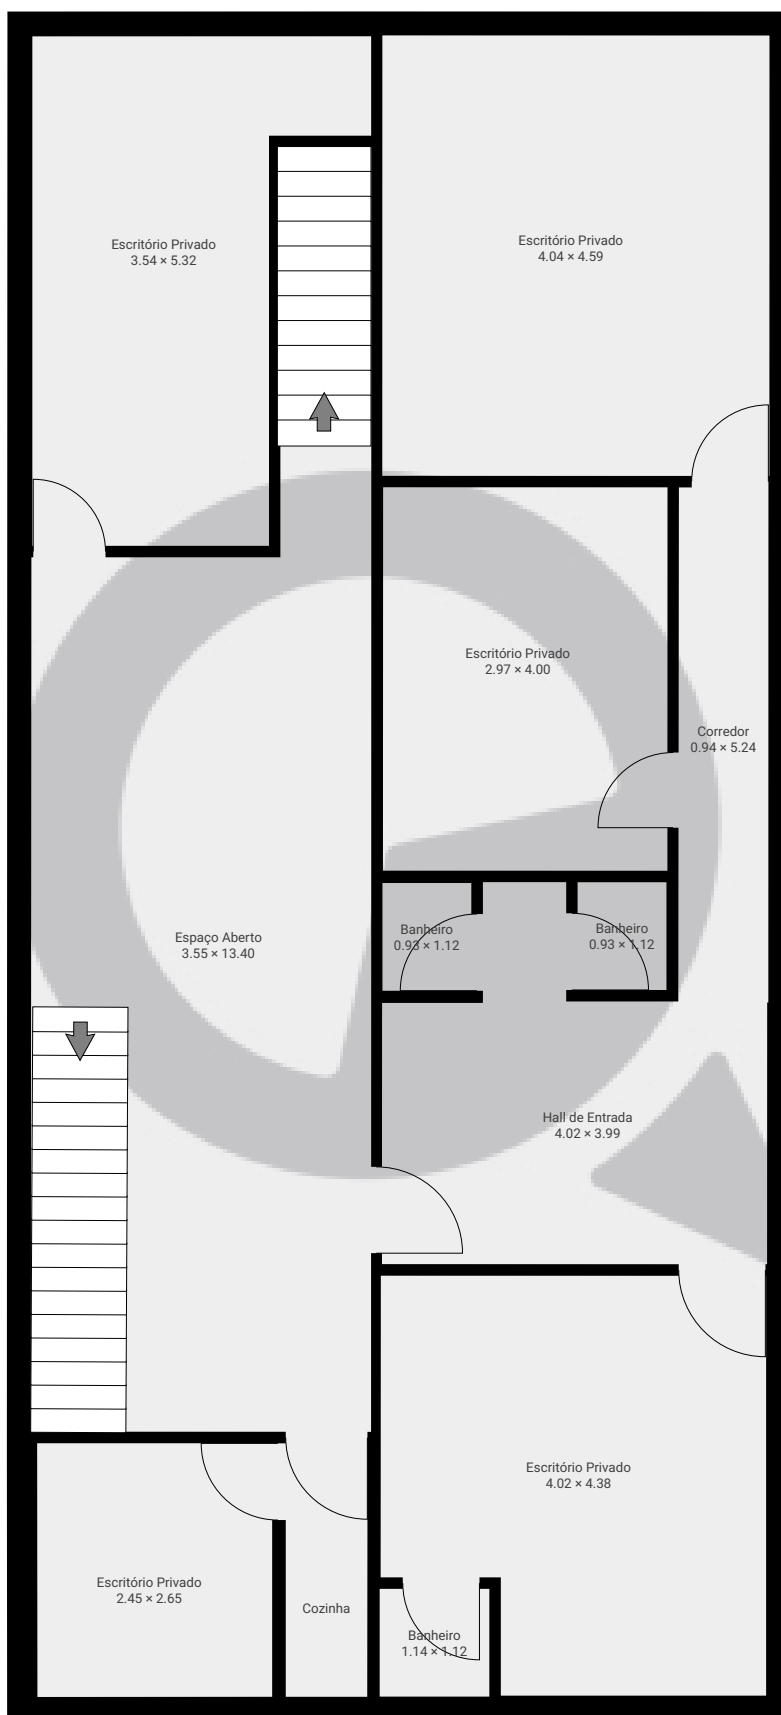 Escritório Privado
3.54 × 5.32
Escritório Privado
4.04 × 4.59
Escritório Privado
2.97 × 4.00
Corredor
0.94 × 5.24
Banheiro
0.93 × 1.12
Banheiro
0.93 × 1.12
Espaço Aberto
3.55 × 13.40
Hall de Entrada
4.02 × 3.99
Escritório Privado
4.02 × 4.38
Escritório Privado
2.45 × 2.65
Cozinha
Banheiro
1.14 × 1.12